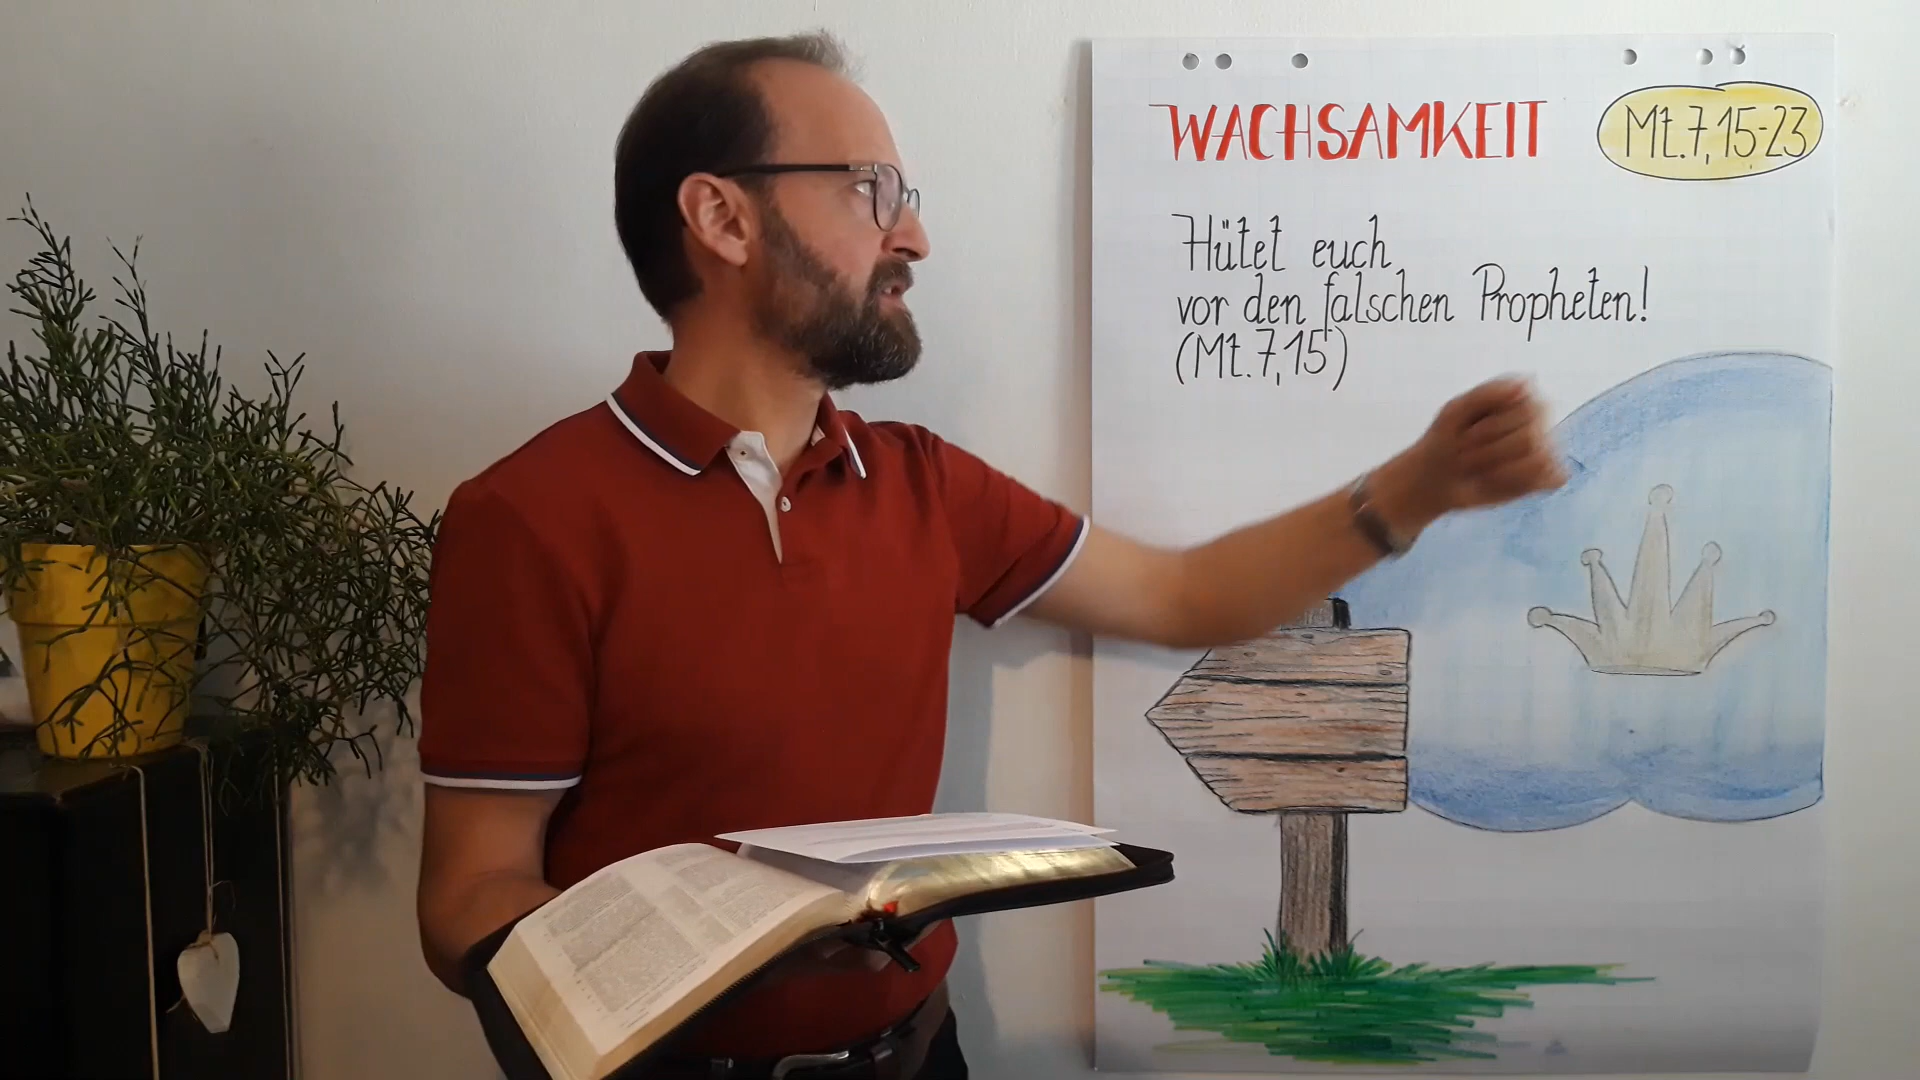 WACHSAMKEIT
Mt. 7, 15-23
Hütet euch
vor den falschen Propheten!
(Mt. 7, 15)